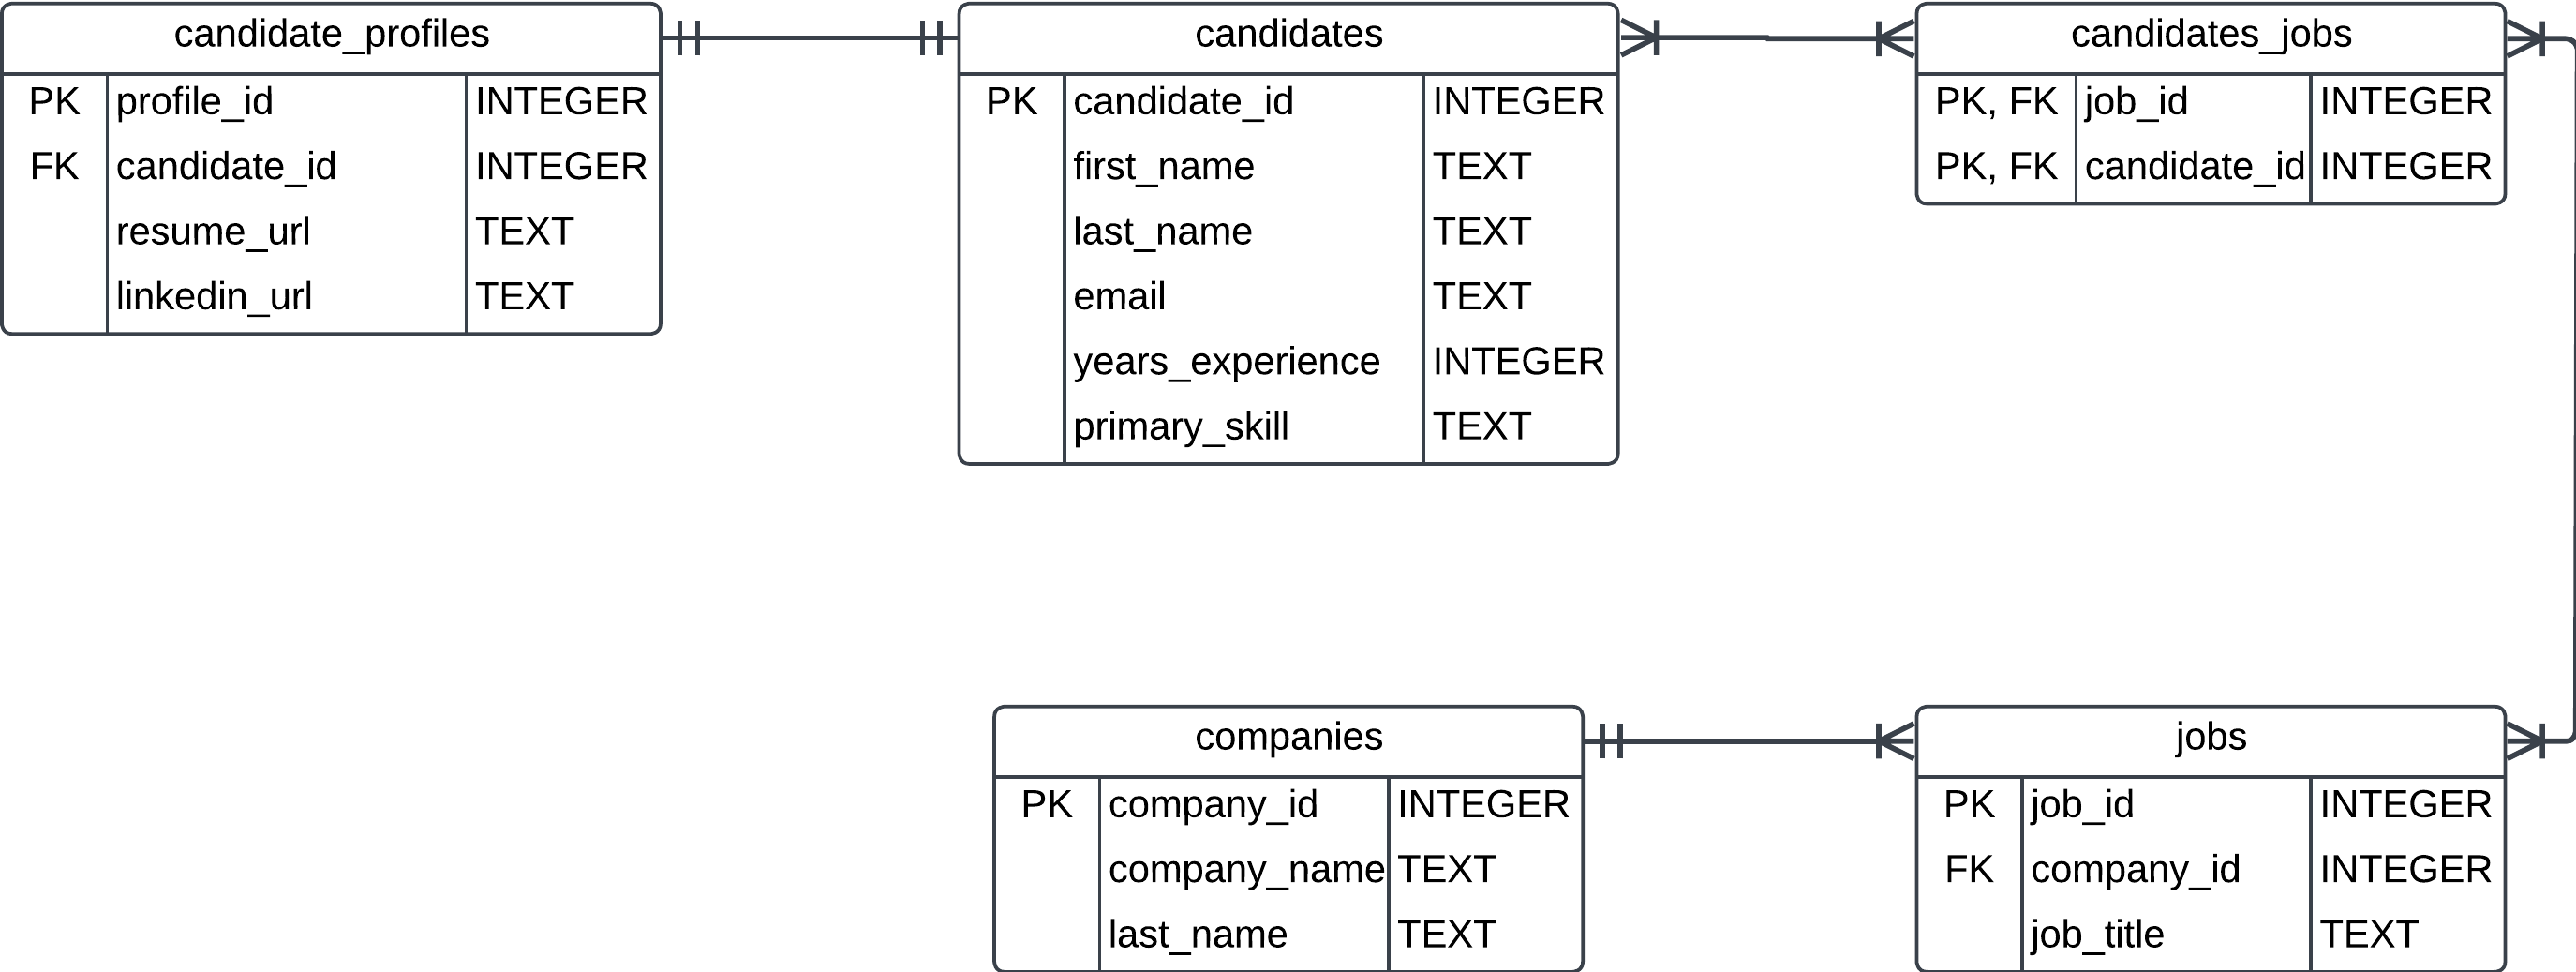 candidate_profiles
PK profile_id INTEGER
FK candidate_id INTEGER
resume_url TEXT
linkedin_url TEXT
candidates
PK candidate_id INTEGER
first_name TEXT
last_name TEXT
email TEXT
years_experience INTEGER
primary_skill TEXT
candidates_jobs
PK, FK job_id INTEGER
PK, FK candidate_id INTEGER
companies
PK company_id INTEGER
company_name TEXT
last_name TEXT
jobs
PK job_id INTEGER
FK company_id INTEGER
job_title TEXT